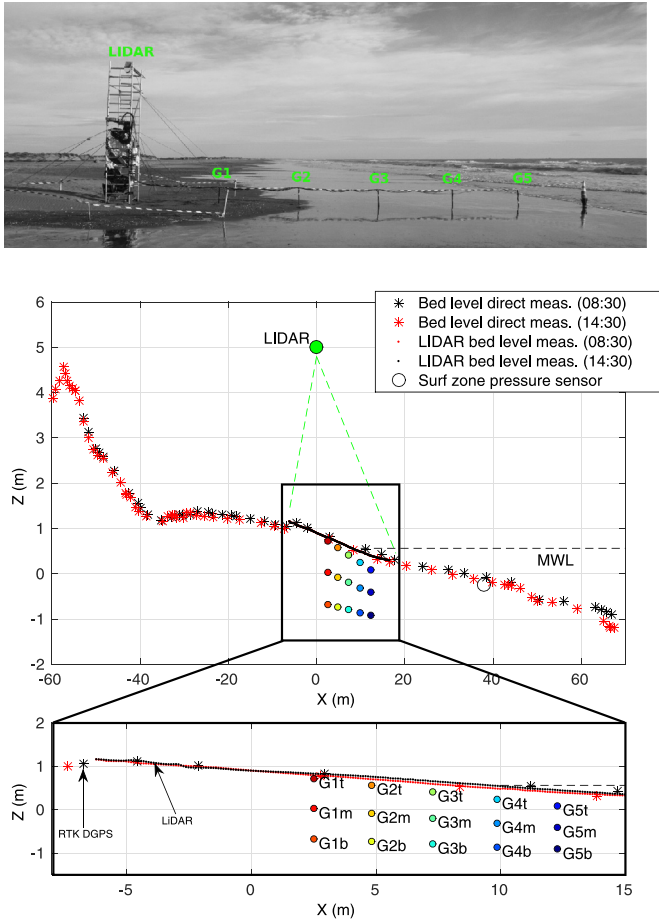 LIDAR
G1
G2
G3
G4
G5
6
5
4
3
2
1
0
-1
-2
Z (m)
LIDAR
Bed level direct meas. (08:30)
Bed level direct meas. (14:30)
LIDAR bed level meas. (08:30)
LIDAR bed level meas. (14:30)
Surf zone pressure sensor
MWL
-60 -40 -20 0 20 40 60
X (m)
2
1
0
-1
Z (m)
RTK DGPS
LiDAR
G1t G2t G3t G4t G5t
G1m G2m G3m G4m G5m
G1b G2b G3b G4b G5b
-5 0 5 10 15
X (m)